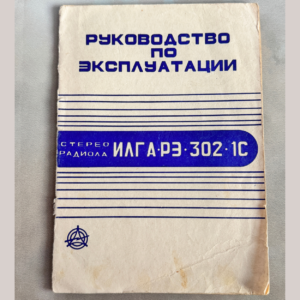 РУКОВОДСТВО
ПО
ЭКСПЛУАТАЦИИ
СТЕРЕО
РАДИОЛА
ИЛГА·РЭ·302·1С